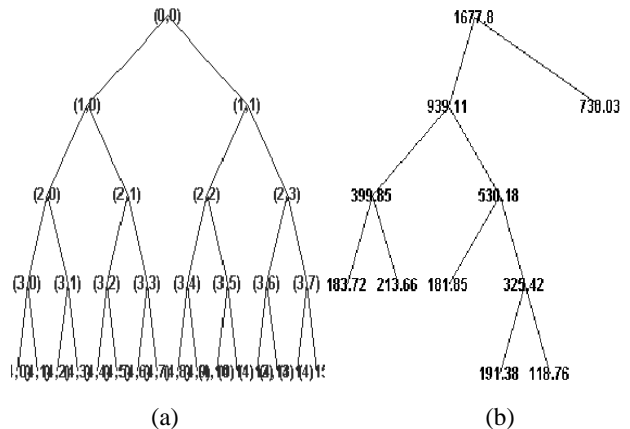 (0,0)
1677.8
(1,0) (1,1)
939.11 738.03
(2,0) (2,1) (2,2) (2,3)
399.85 530.18
(3,0) (3,1) (3,2) (3,3) (3,4) (3,5) (3,6) (3,7)
183.72 213.66 181.85 325.42
191.38 118.76
(a) (b)